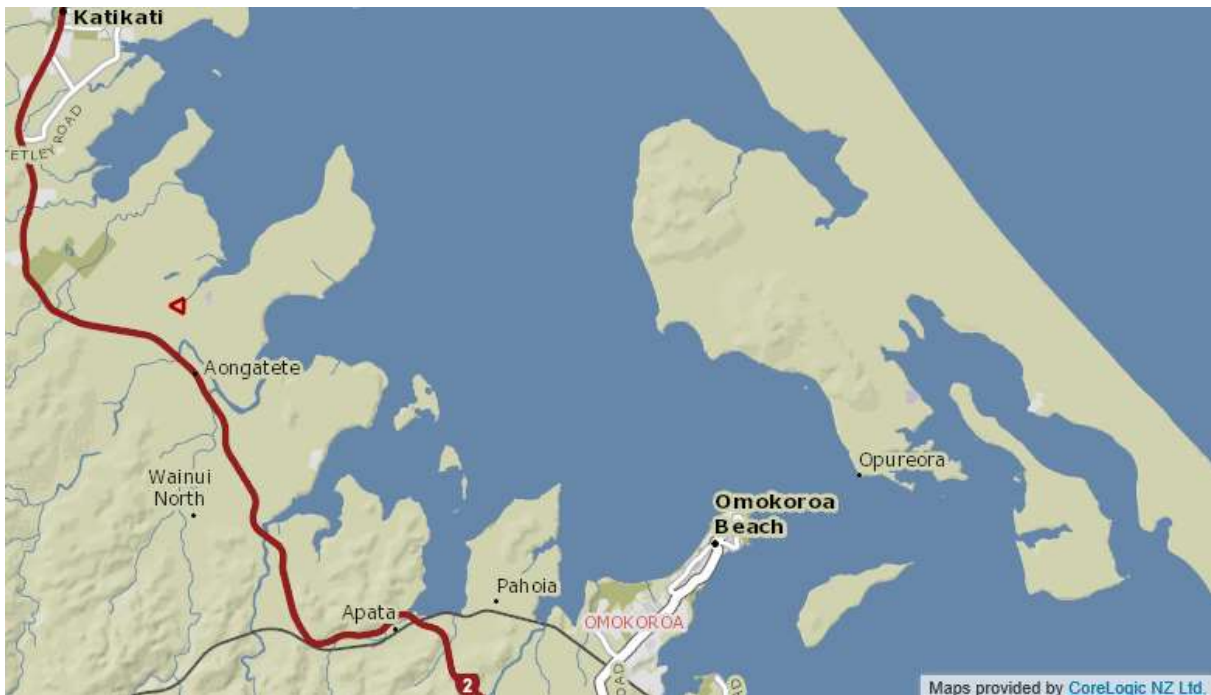 Katikati
TETLEY ROAD
Aongatete
Wainui
North
Opureora
Omokoroa
Beach
Pahoia
Apata
OMOKOROA
ROAD
2
Maps provided by CoreLogic NZ Ltd.